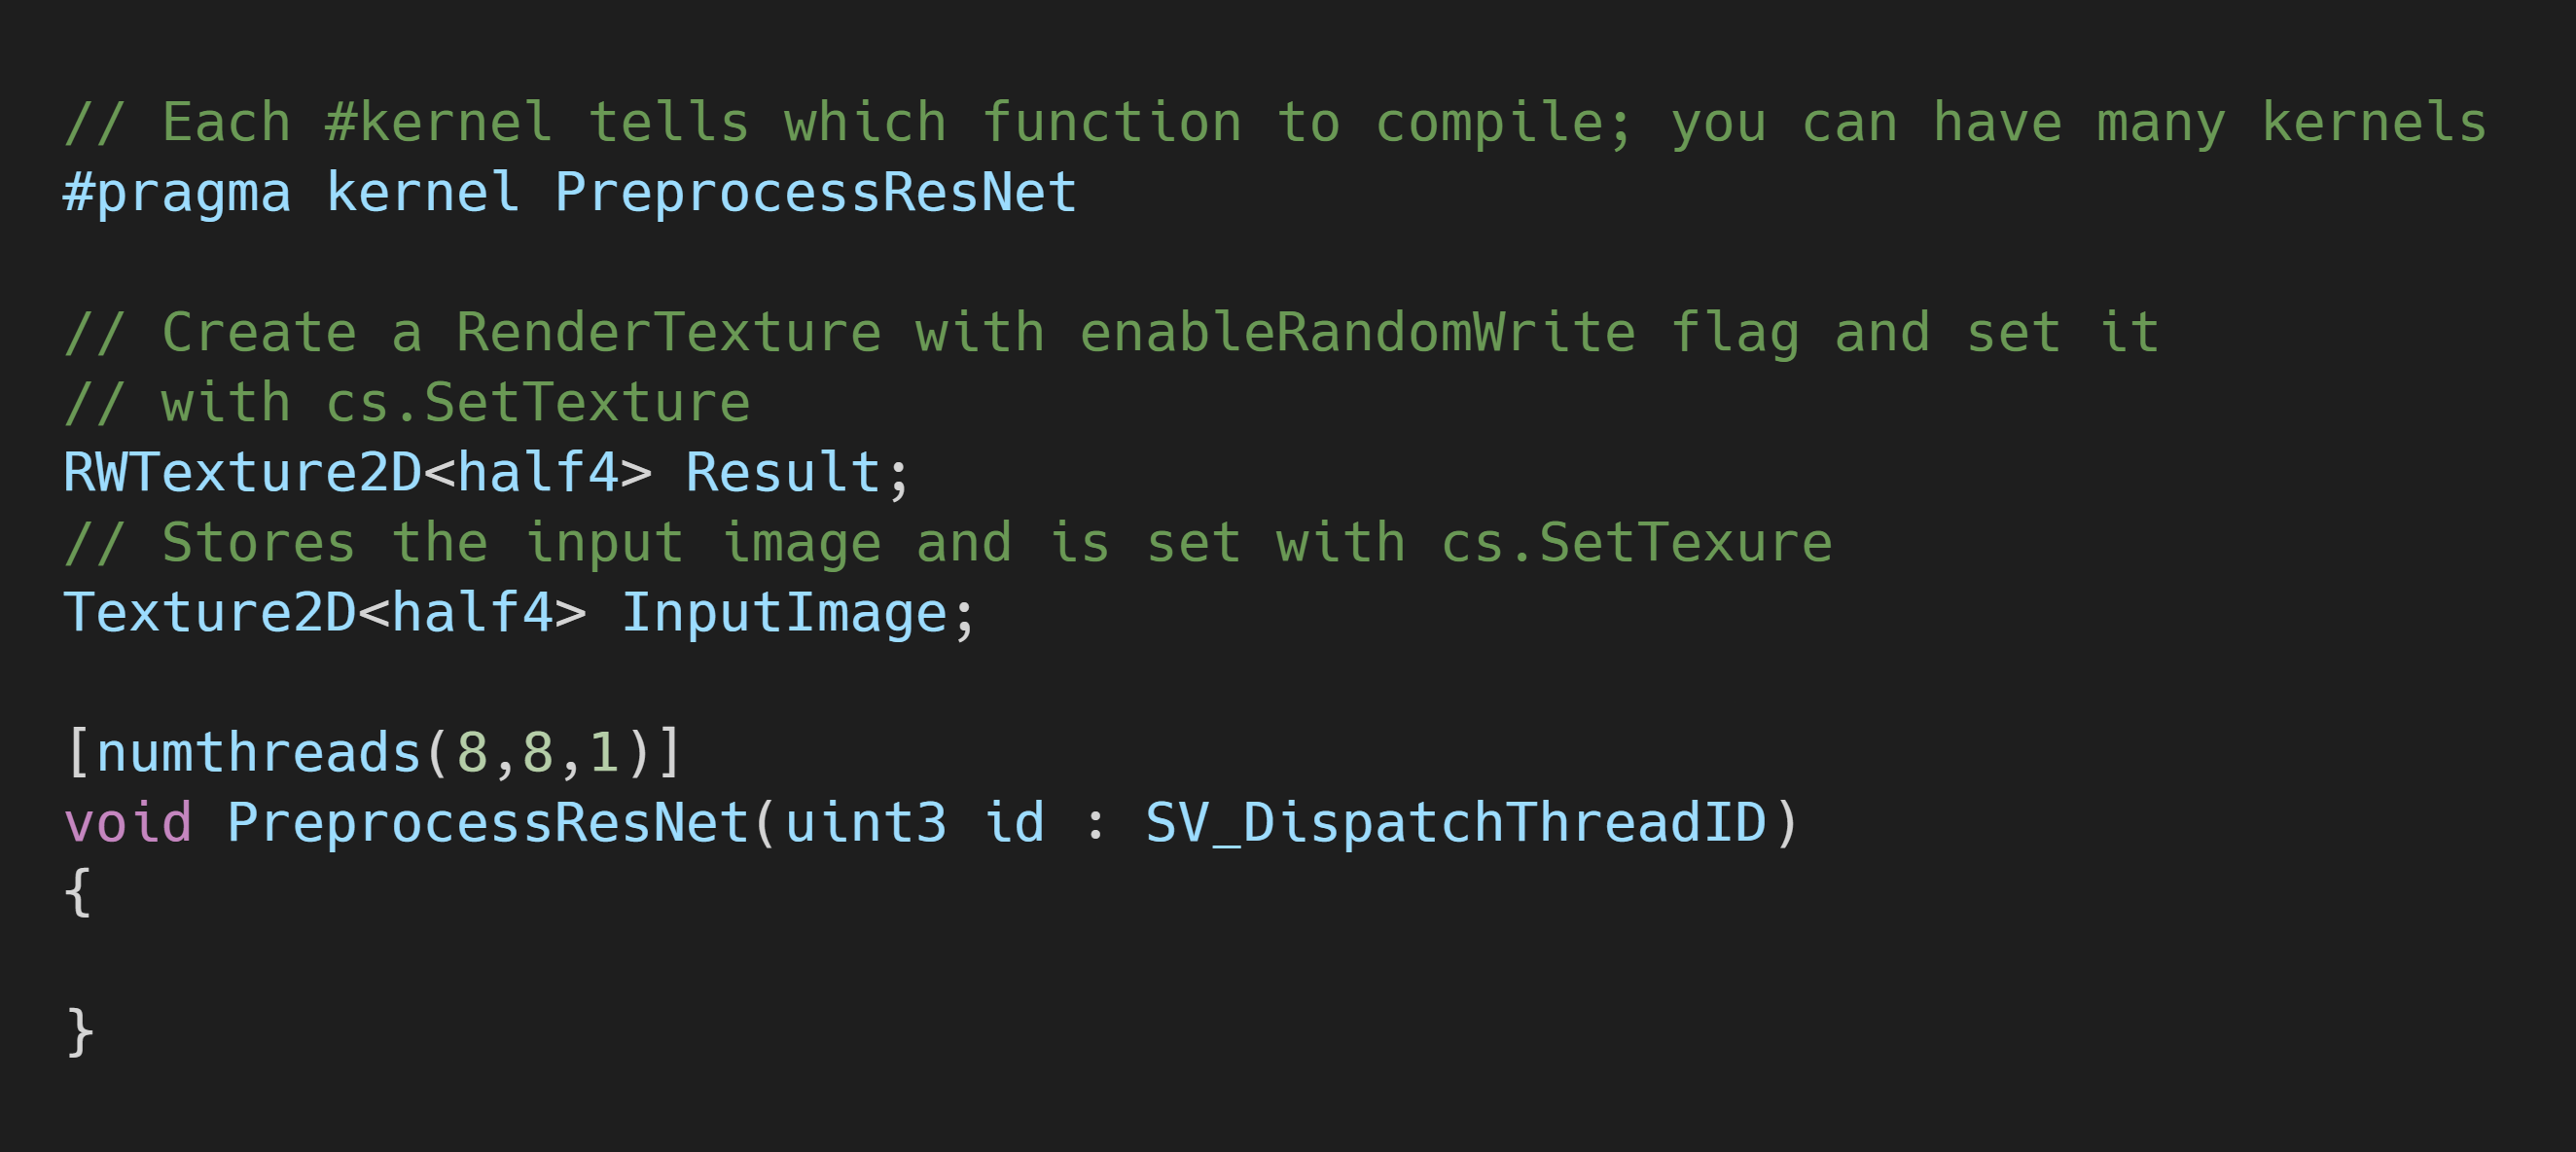 // Each #kernel tells which function to compile; you can have many kernels
#pragma kernel PreprocessResNet
// Create a RenderTexture with enableRandomWrite flag and set it
// with cs.SetTexture
RWTexture2D<half4> Result;
// Stores the input image and is set with cs.SetTexure
Texture2D<half4> InputImage;
[numthreads(8,8,1)]
void PreprocessResNet(uint3 id : SV_DispatchThreadID)
{
}